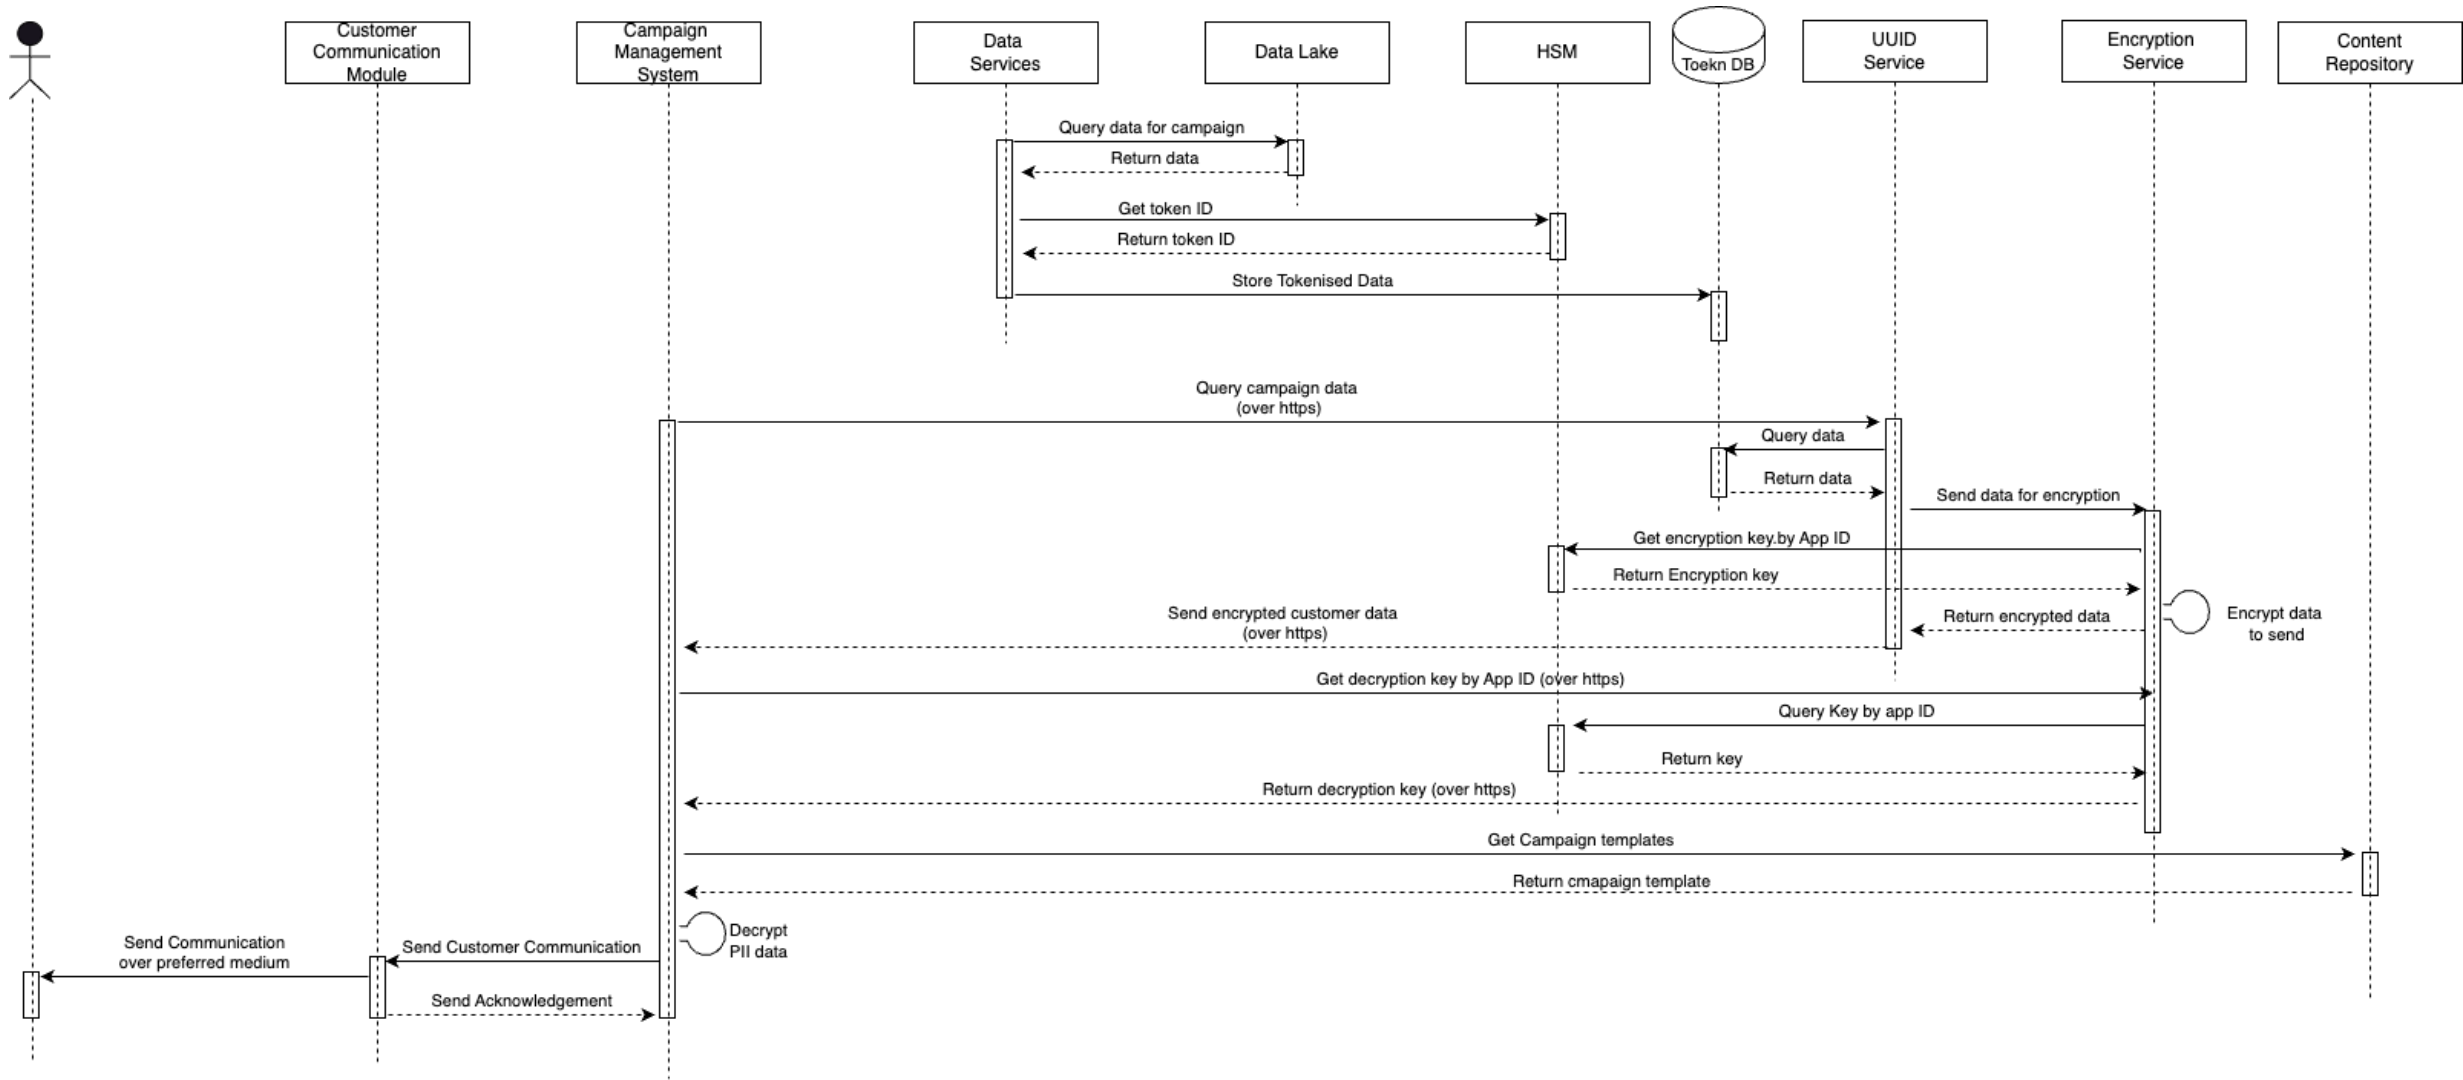 Customer
Communication
Module
Campaign
Management
System
Data
Services
Data Lake
HSM
Toekn DB
UUID
Service
Encryption
Service
Content
Repository
Query data for campaign
Return data
Get token ID
Return token ID
Store Tokenised Data
Query campaign data
(over https)
Query data
Return data
Send data for encryption
Get encryption key.by App ID
Return Encryption key
Encrypt data
to send
Return encrypted data
Send encrypted customer data
(over https)
Get decryption key by App ID (over https)
Query Key by app ID
Return key
Return decryption key (over https)
Get Campaign templates
Return cmapaign template
Decrypt
PII data
Send Customer Communication
Send Communication
over preferred medium
Send Acknowledgement